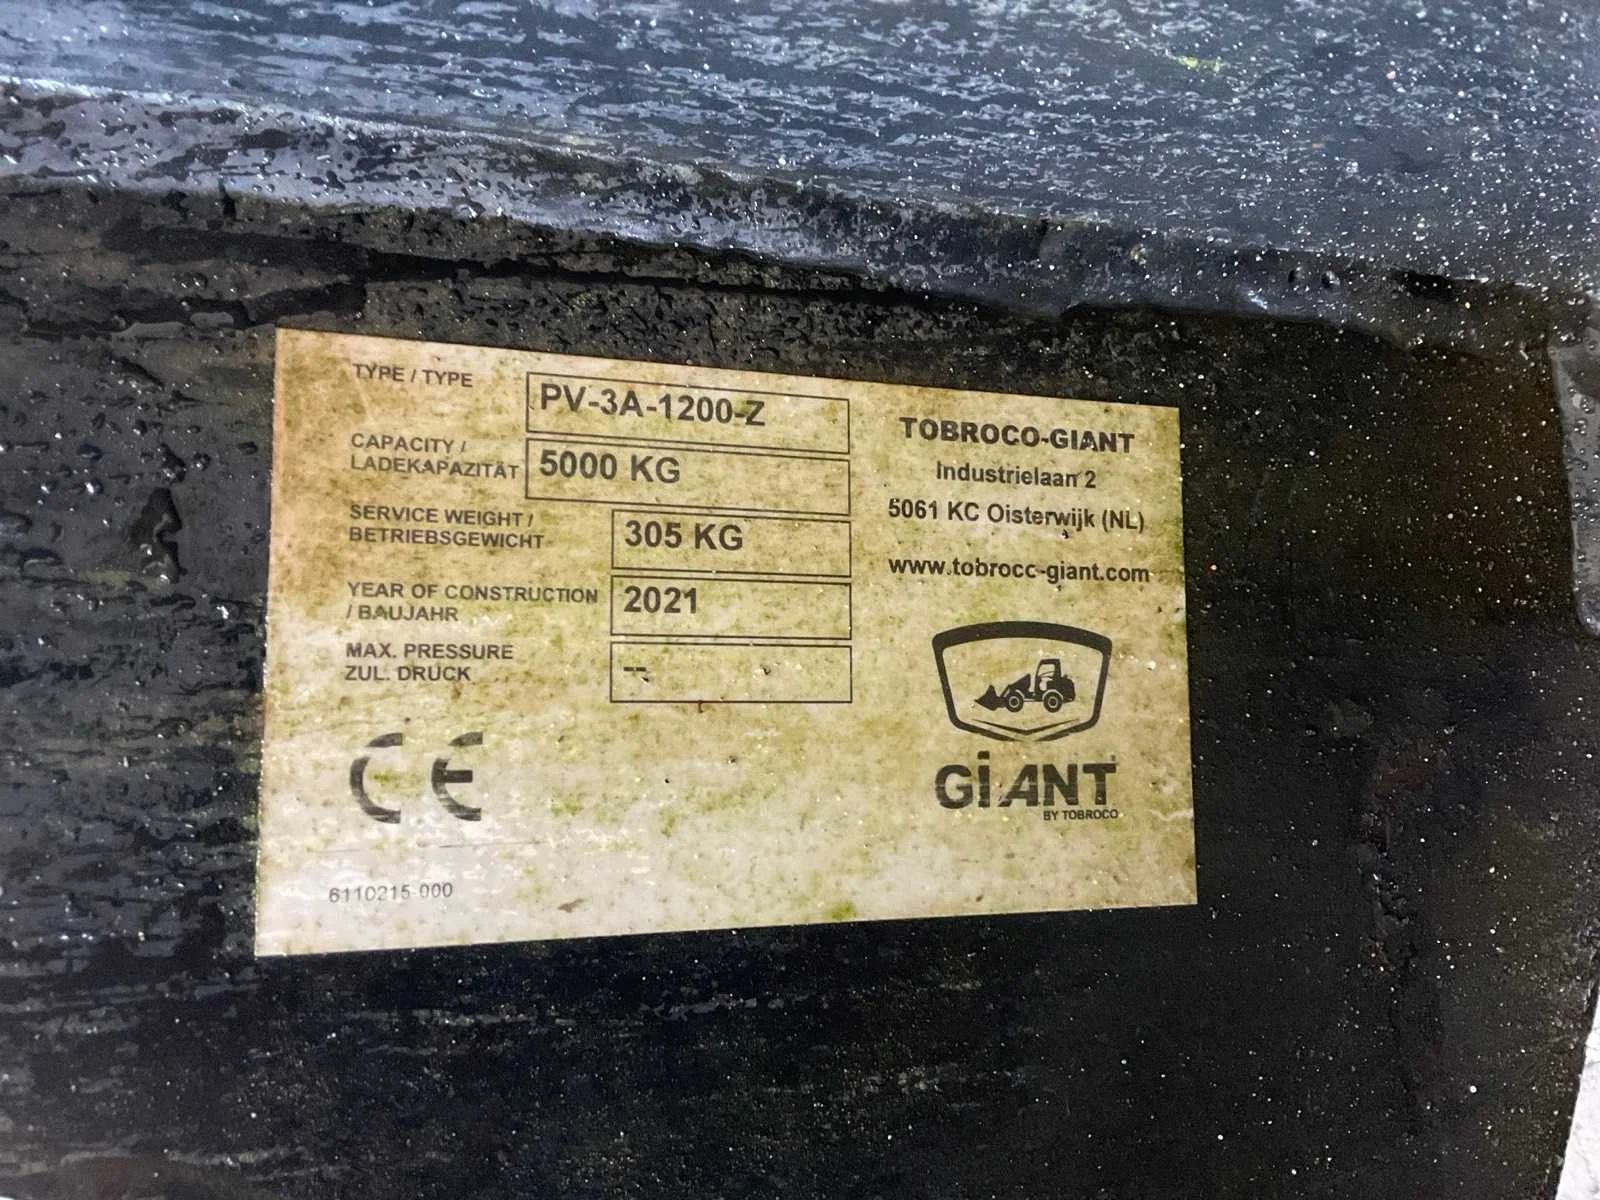 TYPE / TYPE
PV-3A-1200-Z
CAPACITY /
LADEKAPAZITÄT
5000 KG
SERVICE WEIGHT /
BETRIEBSGEWICHT
305 KG
YEAR OF CONSTRUCTION
/ BAUJAHR
2021
MAX. PRESSURE
ZUL. DRUCK
--
CE
6110215-000
TOBROCO-GIANT
Industrielaan 2
5061 KC Oisterwijk (NL)
www.tobroco-giant.com
GiANT
BY TOBROCO